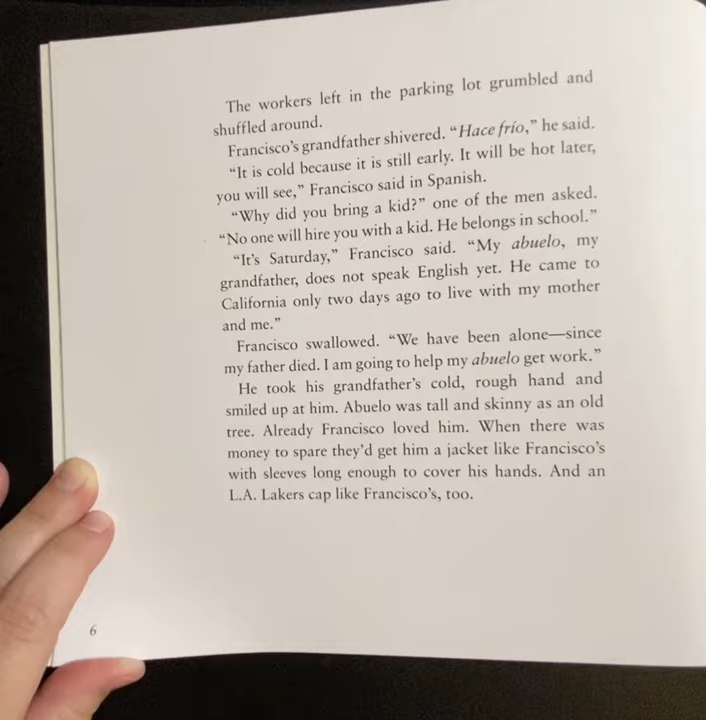 The workers left in the parking lot grumbled and
shuffled around.
Francisco's grandfather shivered. “Hace frío,” he said.
“It is cold because it is still early. It will be hot later,
you will see,” Francisco said in Spanish.
“Why did you bring a kid?” one of the men asked.
“No one will hire you with a kid. He belongs in school.”
“It's Saturday,” Francisco said. “My abuelo, my
grandfather, does not speak English yet. He came to
California only two days ago to live with my mother
and me.”
Francisco swallowed. “We have been alone—since
my father died. I am going to help my abuelo get work.”
He took his grandfather's cold, rough hand and
smiled up at him. Abuelo was tall and skinny as an old
tree. Already Francisco loved him. When there was
money to spare they'd get him a jacket like Francisco's
with sleeves long enough to cover his hands. And an
L.A. Lakers cap like Francisco's, too.
6